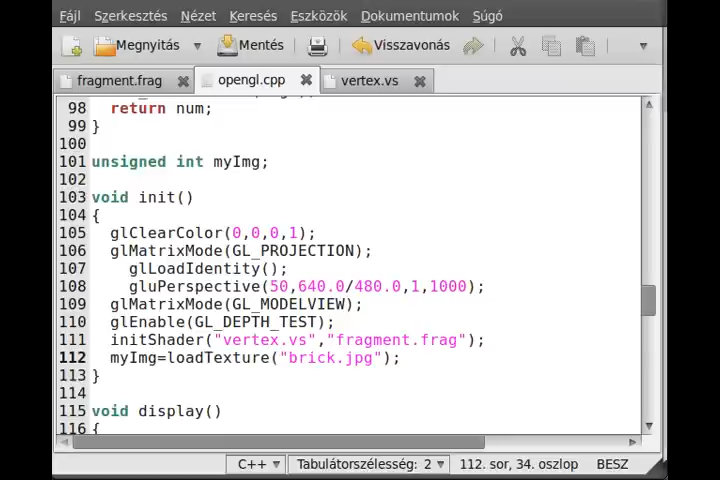 Fájl Szerkesztés Nézet Keresés Eszközök Dokumentumok Súgó
Megnyitás Mentés Visszavonás
fragment.frag opengl.cpp vertex.vs
98 return num;
99 }
100
101 unsigned int myImg;
102
103 void init()
104 {
105 glClearColor(0,0,0,1);
106 glMatrixMode(GL_PROJECTION);
107 glLoadIdentity();
108 gluPerspective(50,640.0/480.0,1,1000);
109 glMatrixMode(GL_MODELVIEW);
110 glEnable(GL_DEPTH_TEST);
111 initShader("vertex.vs","fragment.frag");
112 myImg=loadTexture("brick.jpg");
113 }
114
115 void display()
116 {
C++ Tabulátorszélesség: 2 112. sor, 34. oszlop BESZ